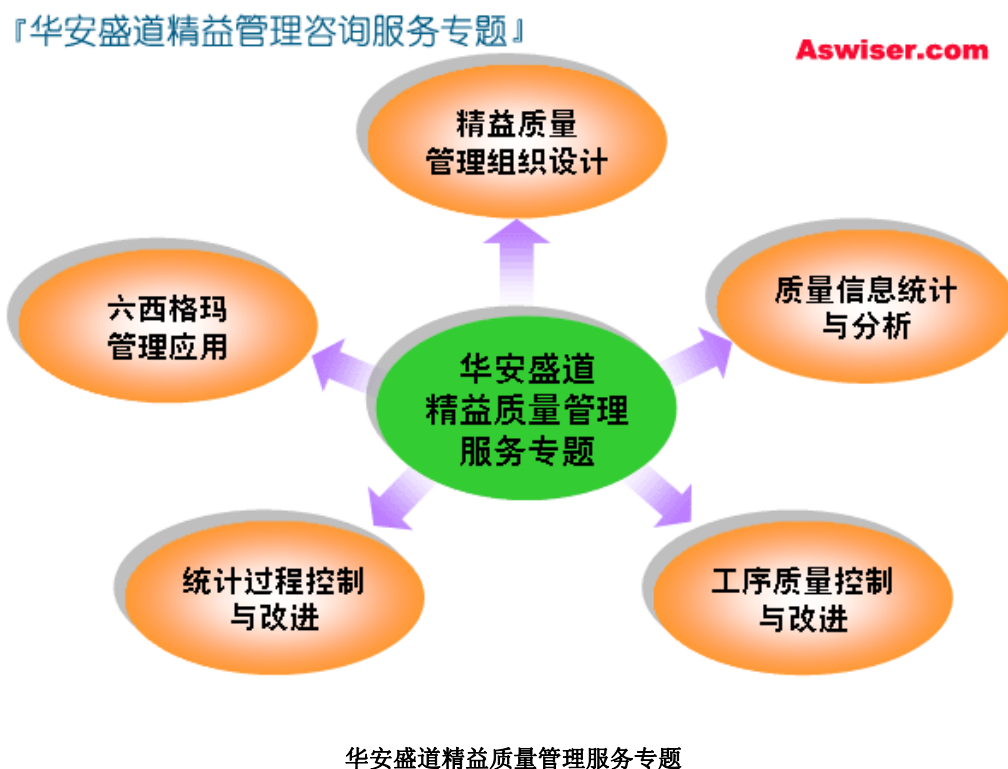 『华安盛道精益管理咨询服务专题』
Aswiser.com
精益质量
管理组织设计
六西格玛
管理应用
质量信息统计
与分析
华安盛道
精益质量管理
服务专题
统计过程控制
与改进
工序质量控制
与改进
华安盛道精益质量管理服务专题